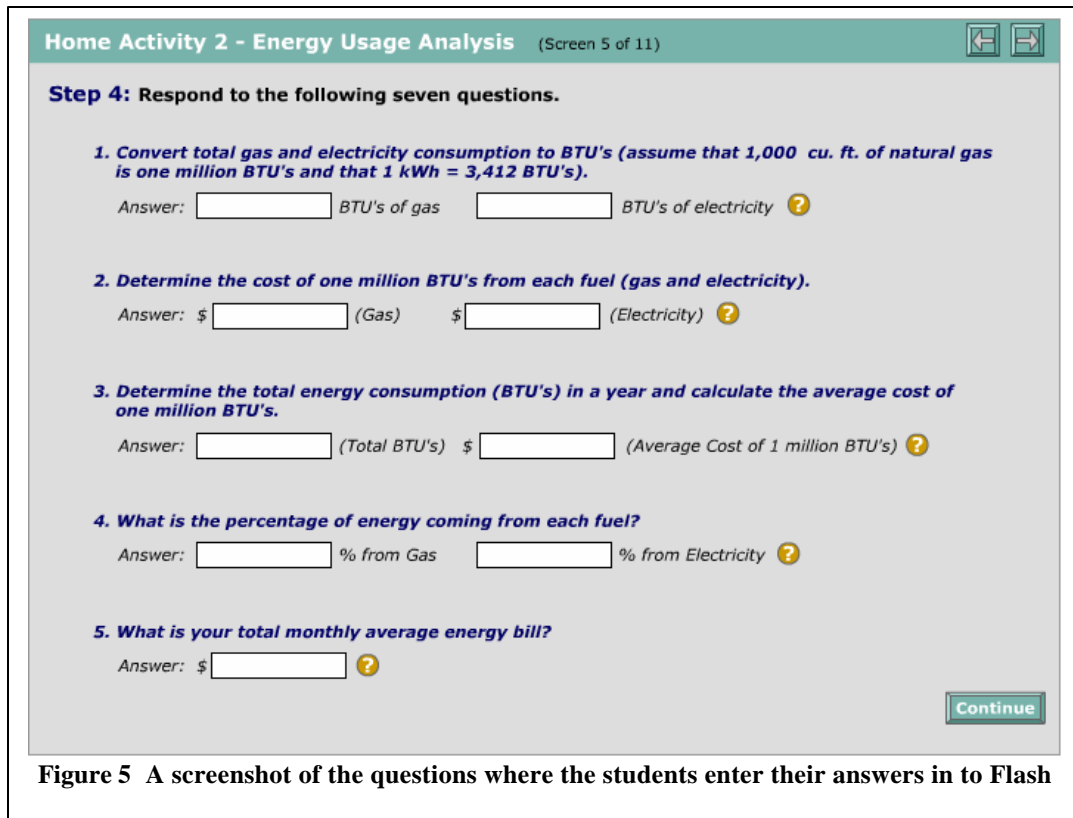 Home Activity 2 - Energy Usage Analysis (Screen 5 of 11)
Step 4: Respond to the following seven questions.
1. Convert total gas and electricity consumption to BTU's (assume that 1,000 cu. ft. of natural gas
is one million BTU's and that 1 kWh = 3,412 BTU's).
Answer: BTU's of gas BTU's of electricity ?
2. Determine the cost of one million BTU's from each fuel (gas and electricity).
Answer: $ (Gas) $ (Electricity) ?
3. Determine the total energy consumption (BTU's) in a year and calculate the average cost of
one million BTU's.
Answer: (Total BTU's) $ (Average Cost of 1 million BTU's) ?
4. What is the percentage of energy coming from each fuel?
Answer: % from Gas % from Electricity ?
5. What is your total monthly average energy bill?
Answer: $ ?
Continue
Figure 5 A screenshot of the questions where the students enter their answers in to Flash